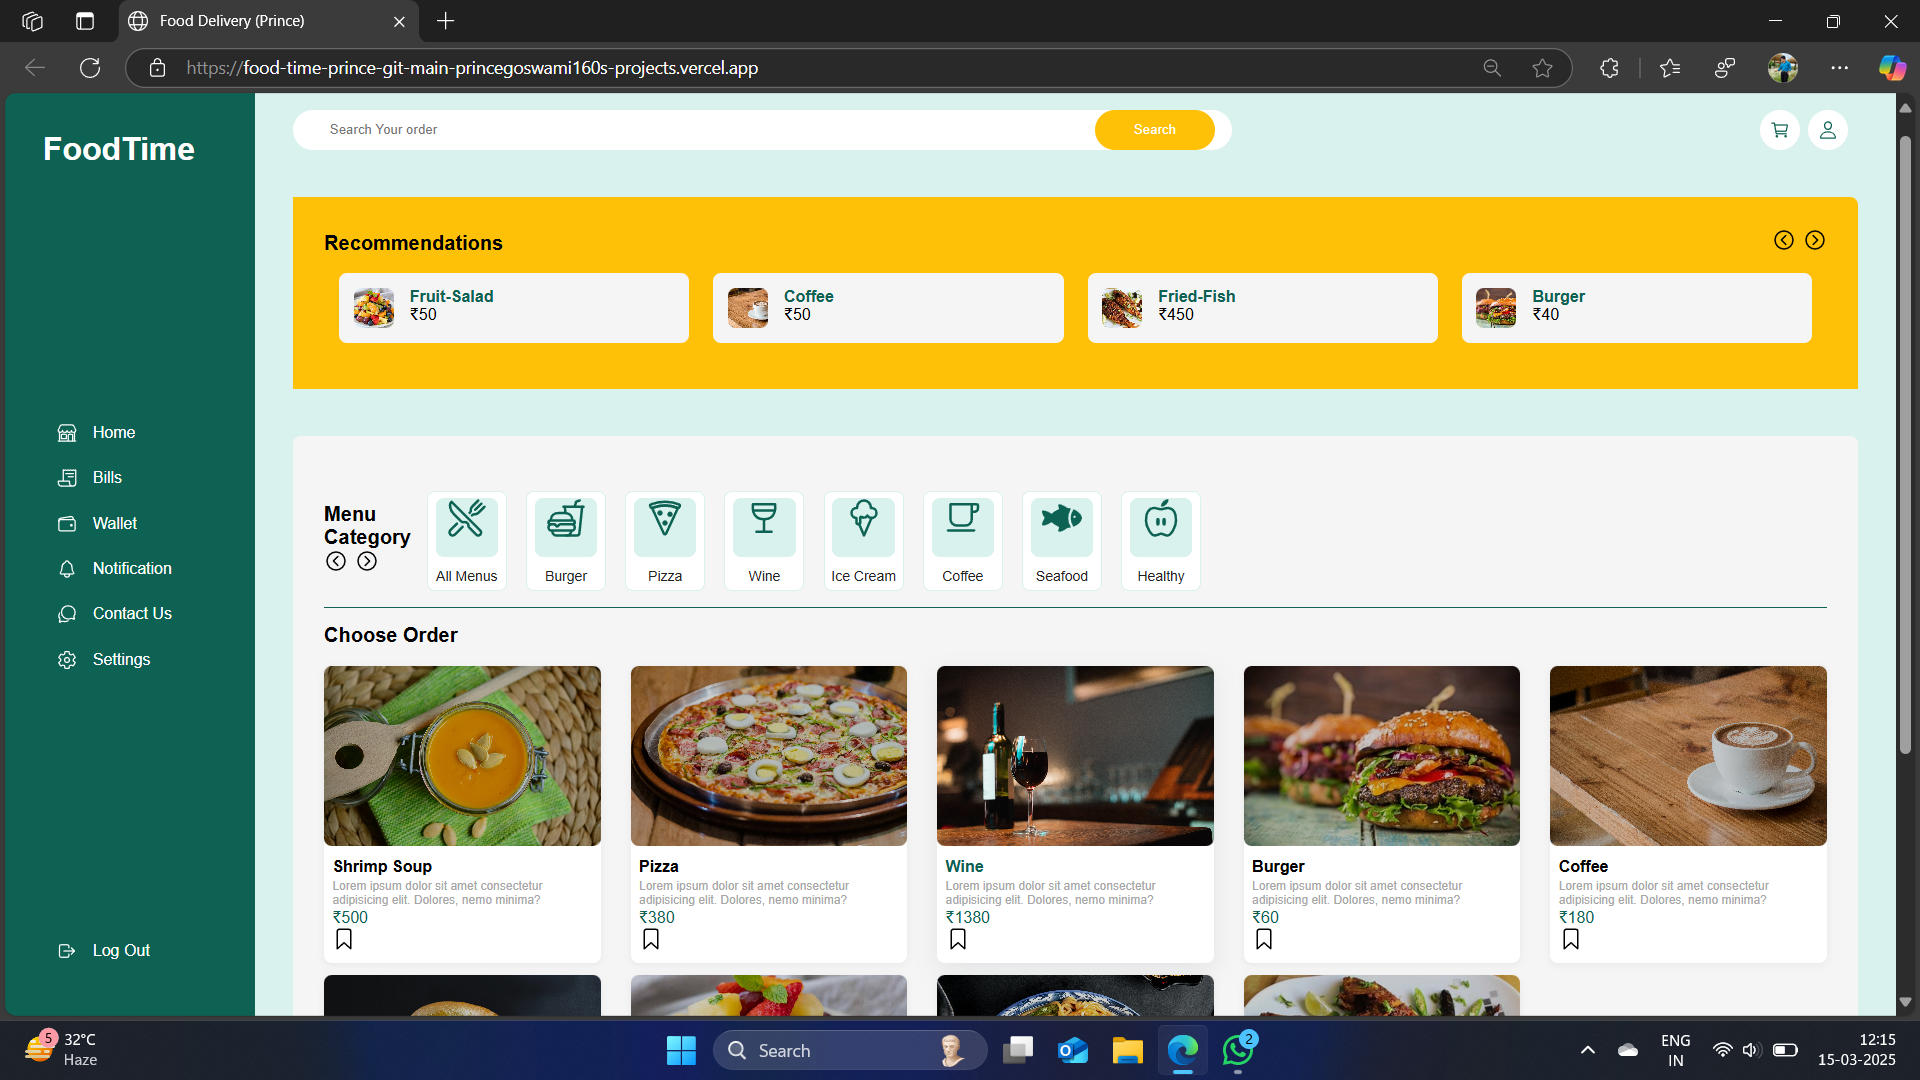 Food Delivery (Prince)
https://food-time-prince-git-main-princegoswami160s-projects.vercel.app
FoodTime
Search Your order
Search
Recommendations
Fruit-Salad
₹50
Coffee
₹50
Fried-Fish
₹450
Burger
₹40
Home
Bills
Wallet
Notification
Contact Us
Settings
Log Out
Menu
Category
All Menus
Burger
Pizza
Wine
Ice Cream
Coffee
Seafood
Healthy
Choose Order
Shrimp Soup
Lorem ipsum dolor sit amet consectetur
adipisicing elit. Dolores, nemo minima?
₹500
Pizza
Lorem ipsum dolor sit amet consectetur
adipisicing elit. Dolores, nemo minima?
₹380
Wine
Lorem ipsum dolor sit amet consectetur
adipisicing elit. Dolores, nemo minima?
₹1380
Burger
Lorem ipsum dolor sit amet consectetur
adipisicing elit. Dolores, nemo minima?
₹60
Coffee
Lorem ipsum dolor sit amet consectetur
adipisicing elit. Dolores, nemo minima?
₹180
5
32°C
Haze
Search
2
ENG
IN
12:15
15-03-2025